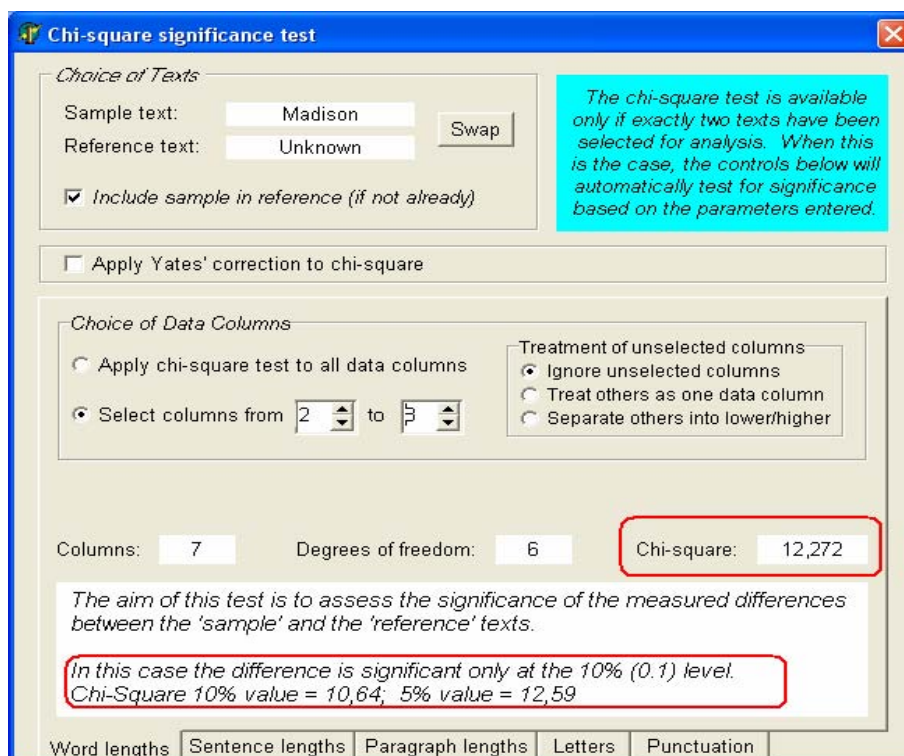 Chi-square significance test
Choice of Texts
Sample text: Madison
Reference text: Unknown
Swap
Include sample in reference (if not already)
The chi-square test is available
only if exactly two texts have been
selected for analysis. When this
is the case, the controls below will
automatically test for significance
based on the parameters entered.
Apply Yates' correction to chi-square
Choice of Data Columns
Apply chi-square test to all data columns
Select columns from 2 to
Treatment of unselected columns
Ignore unselected columns
Treat others as one data column
Separate others into lower/higher
Columns: 7 Degrees of freedom: 6 Chi-square: 12,272
The aim of this test is to assess the significance of the measured differences
between the 'sample' and the 'reference' texts.
In this case the difference is significant only at the 10% (0.1) level.
Chi-Square 10% value = 10,64; 5% value = 12,59
Word lengths Sentence lengths Paragraph lengths Letters Punctuation